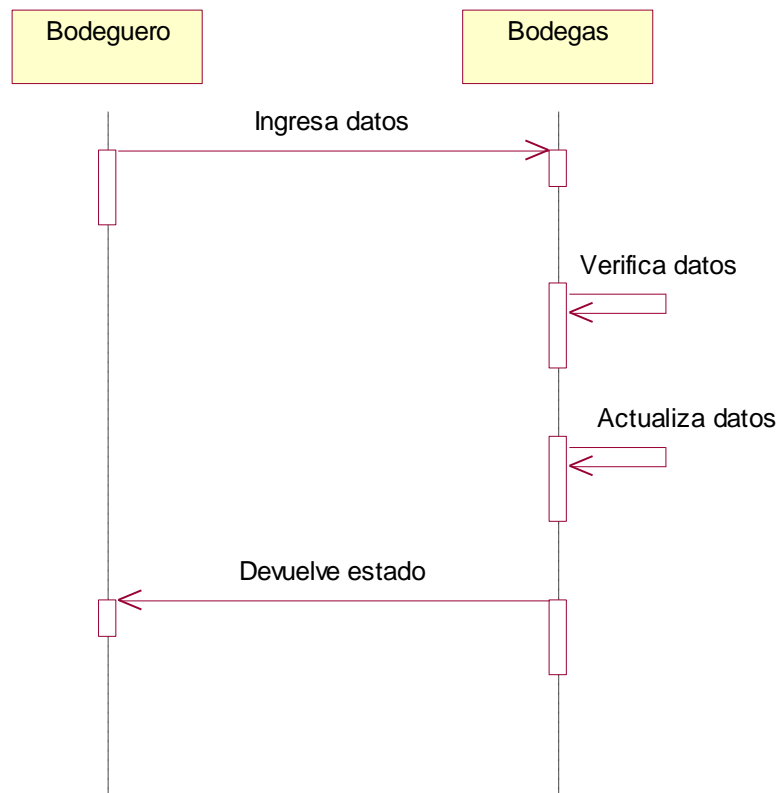 Bodeguero
Bodegas
Ingresa datos
Verifica datos
Actualiza datos
Devuelve estado